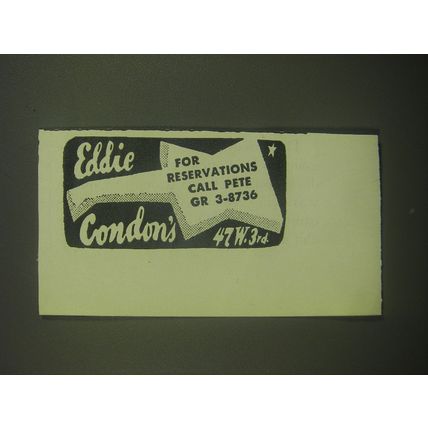 Eddie
Condon's
FOR
RESERVATIONS
CALL PETE
GR 3-8736
47 W. 3rd.